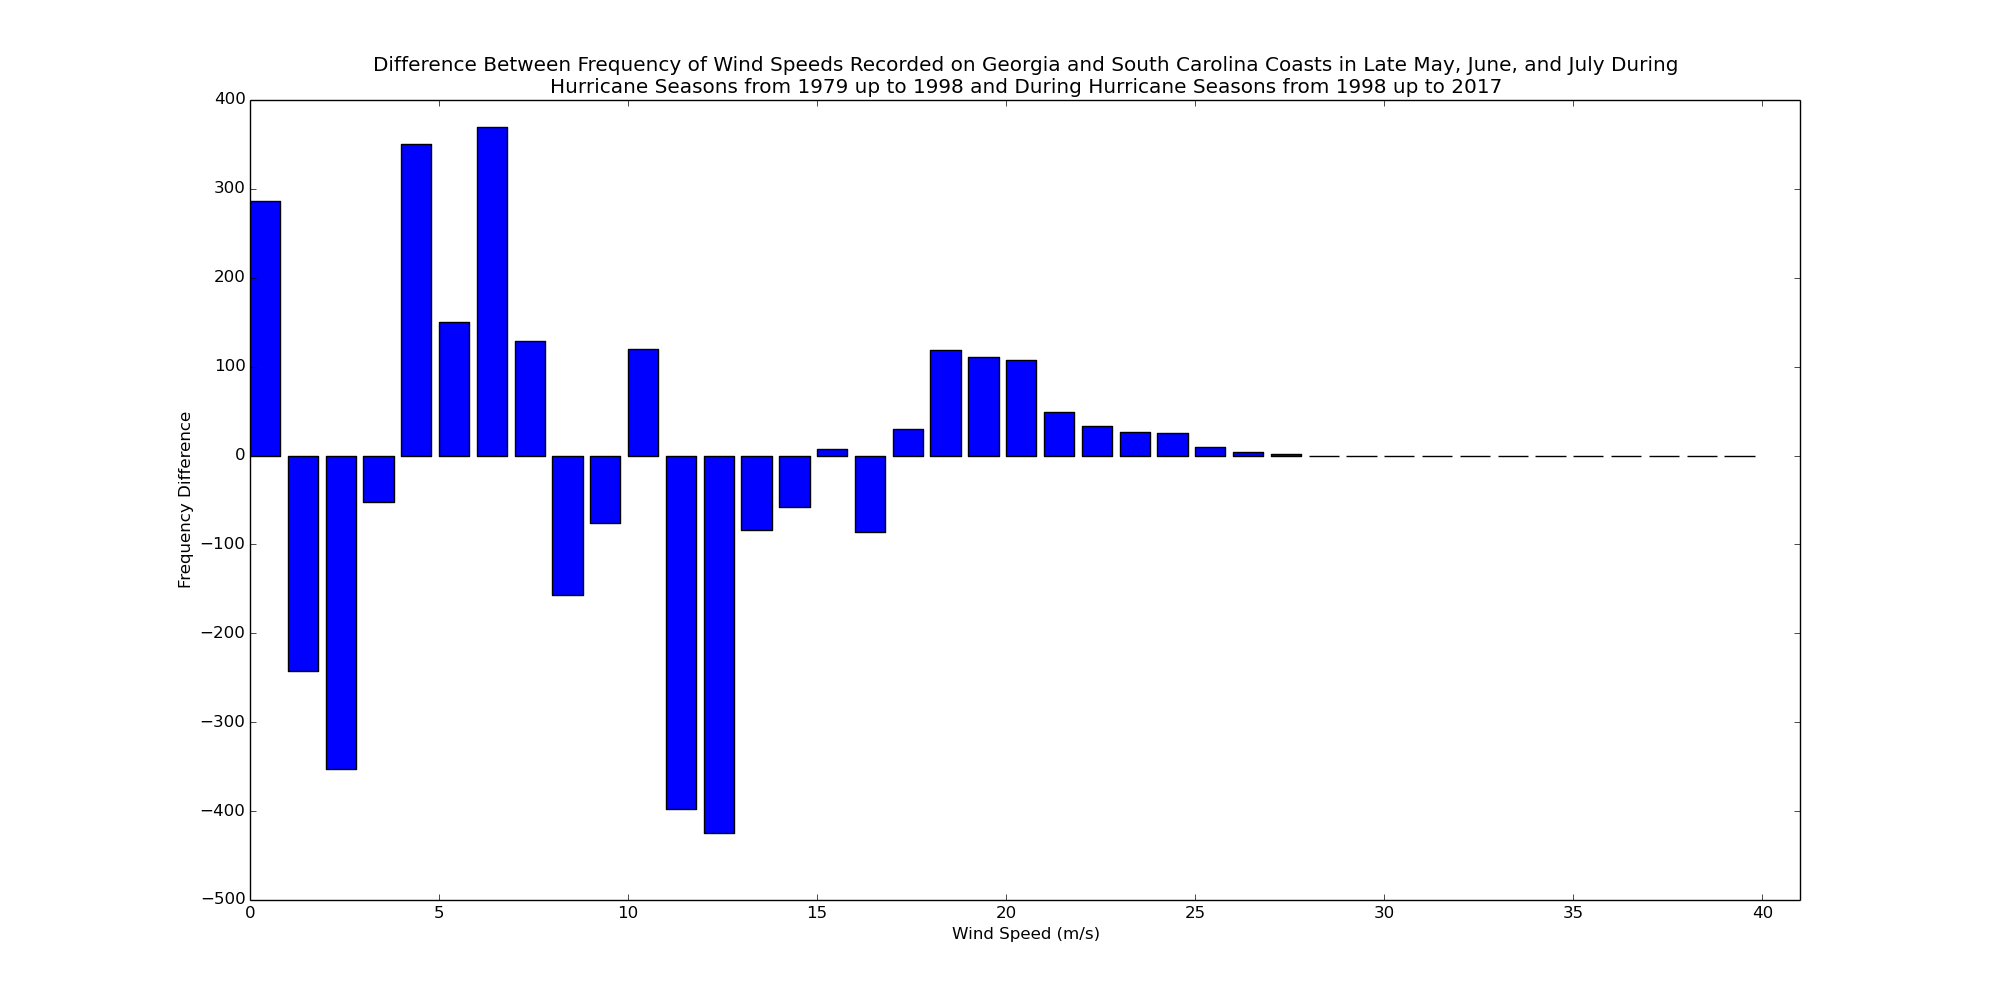 Difference Between Frequency of Wind Speeds Recorded on Georgia and South Carolina Coasts in Late May, June, and July During
Hurricane Seasons from 1979 up to 1998 and During Hurricane Seasons from 1998 up to 2017
400
300
200
100
0
−100
−200
−300
−400
−500
Frequency Difference
0 5 10 15 20 25 30 35 40
Wind Speed (m/s)